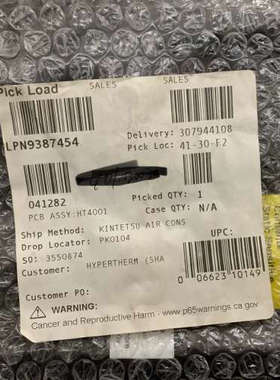 SALES SALES
Pick Load
LPN9387454
Delivery: 307944108
Pick Loc: 41-30-F2
041282
PCB ASSY:HT4001
Picked QTY: 1
Case QTY: N/A
Ship Method: KINTETSU AIR CONS
Drop Locator: PK0104
SO: 3550874
UPC:
Customer: HYPERTHERM (SHA
0 06623 10149
Customer PO:
WARNING:
Cancer and Reproductive Harm - www.p65warnings.ca.gov